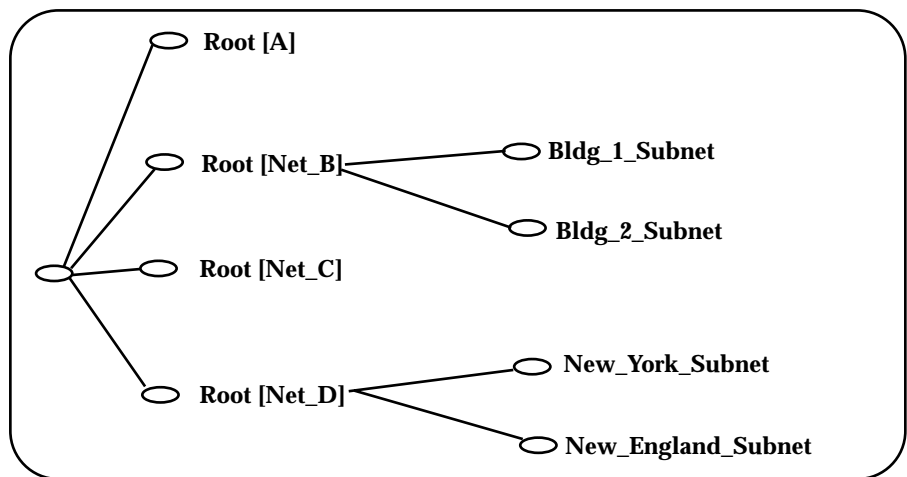 Root [A]
Root [Net_B]
Bldg_1_Subnet
Bldg_2_Subnet
Root [Net_C]
Root [Net_D]
New_York_Subnet
New_England_Subnet